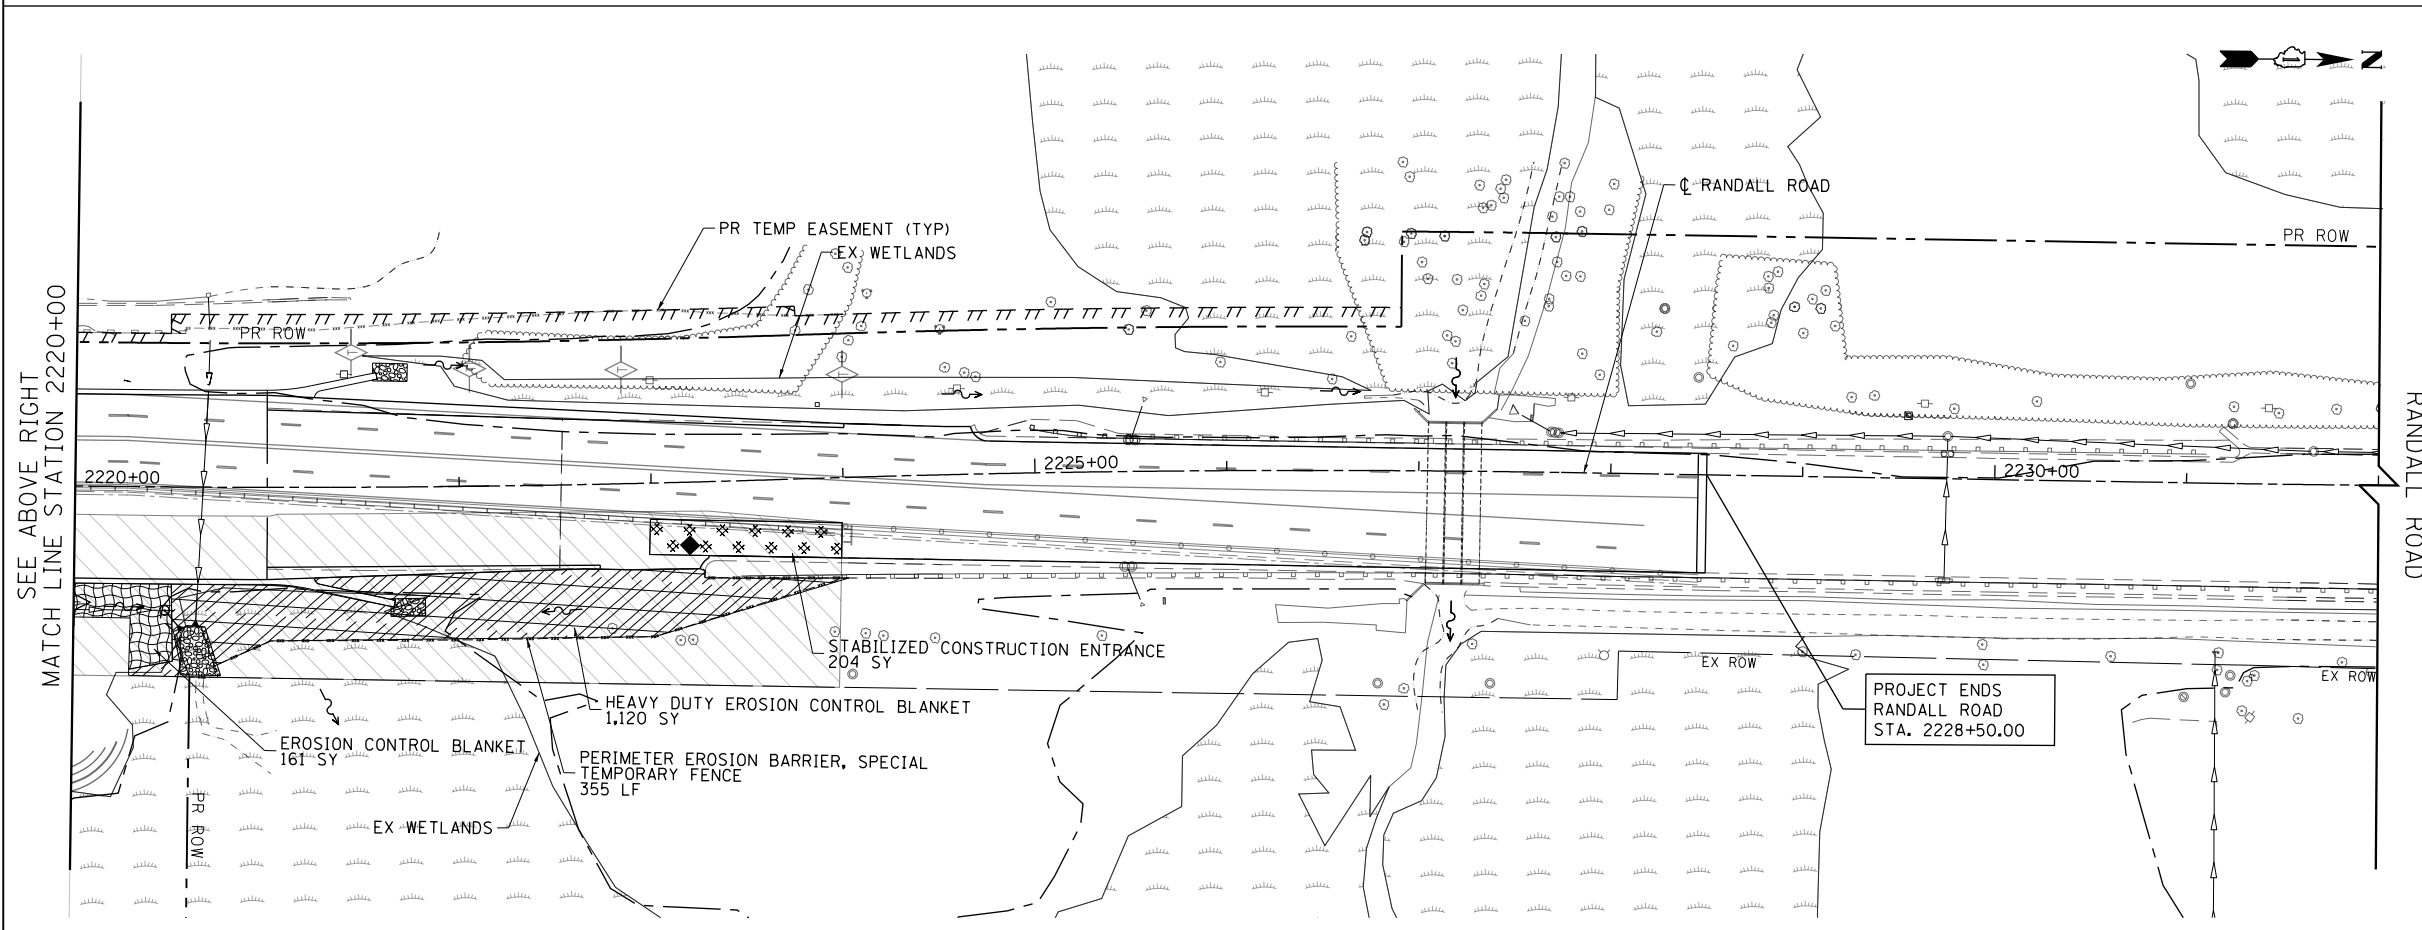 N
℄ RANDALL ROAD
PR TEMP EASEMENT (TYP)
EX WETLANDS
PR ROW
PR ROW
SEE ABOVE RIGHT
MATCH LINE STATION 2220+00
RANDALL ROAD
2220+00
2225+00
2230+00
STABILIZED CONSTRUCTION ENTRANCE
204 SY
EX ROW
EX ROW
HEAVY DUTY EROSION CONTROL BLANKET
1,120 SY
PROJECT ENDS
RANDALL ROAD
STA. 2228+50.00
EROSION CONTROL BLANKET
161 SY
PERIMETER EROSION BARRIER, SPECIAL
TEMPORARY FENCE
355 LF
PR ROW
EX WETLANDS